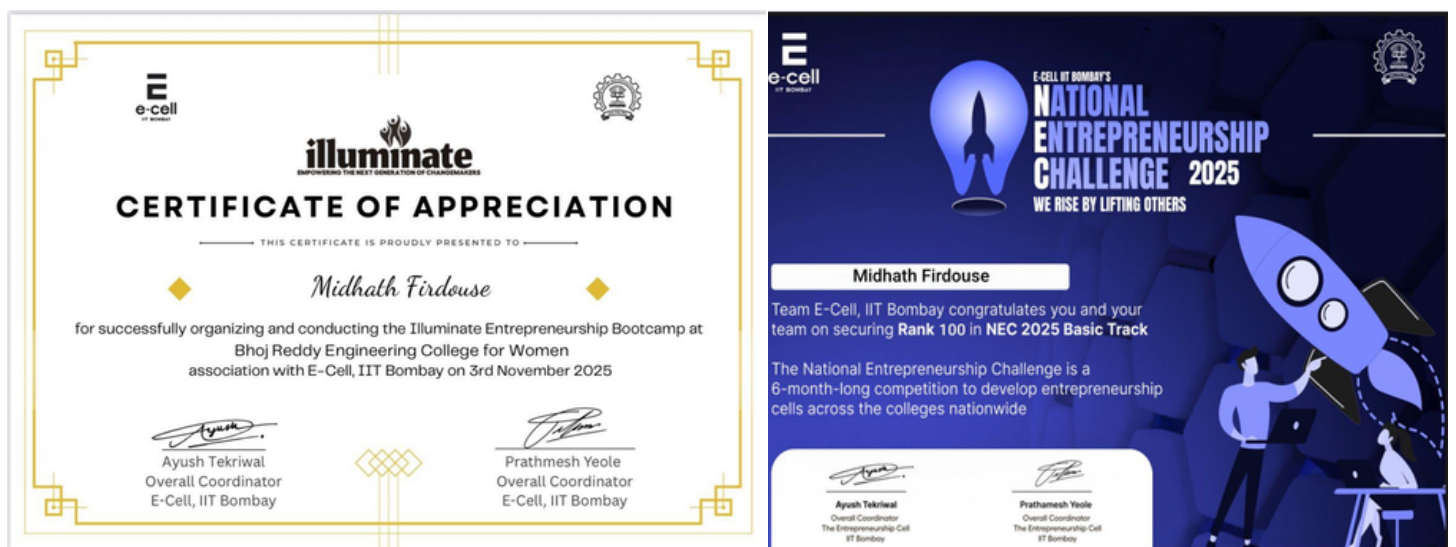 E
e-cell
IIT BOMBAY
illuminate
EMPOWERING THE NEXT GENERATION OF CHANGEMAKERS
CERTIFICATE OF APPRECIATION
THIS CERTIFICATE IS PROUDLY PRESENTED TO
Midhath Firdouse
for successfully organizing and conducting the Illuminate Entrepreneurship Bootcamp at
Bhoj Reddy Engineering College for Women
association with E-Cell, IIT Bombay on 3rd November 2025
Ayush
Ayush Tekriwal
Overall Coordinator
E-Cell, IIT Bombay
Prathmesh Yeole
Overall Coordinator
E-Cell, IIT Bombay
E
e-cell
IIT BOMBAY
E-CELL IIT BOMBAY'S
NATIONAL
ENTREPRENEURSHIP
CHALLENGE 2025
WE RISE BY LIFTING OTHERS
Midhath Firdouse
Team E-Cell, IIT Bombay congratulates you and your
team on securing Rank 100 in NEC 2025 Basic Track
The National Entrepreneurship Challenge is a
6-month-long competition to develop entrepreneurship
cells across the colleges nationwide
Ayush
Ayush Tekriwal
Overall Coordinator
The Entrepreneurship Cell
IIT Bombay
Prathamesh Yeole
Overall Coordinator
The Entrepreneurship Cell
IIT Bombay